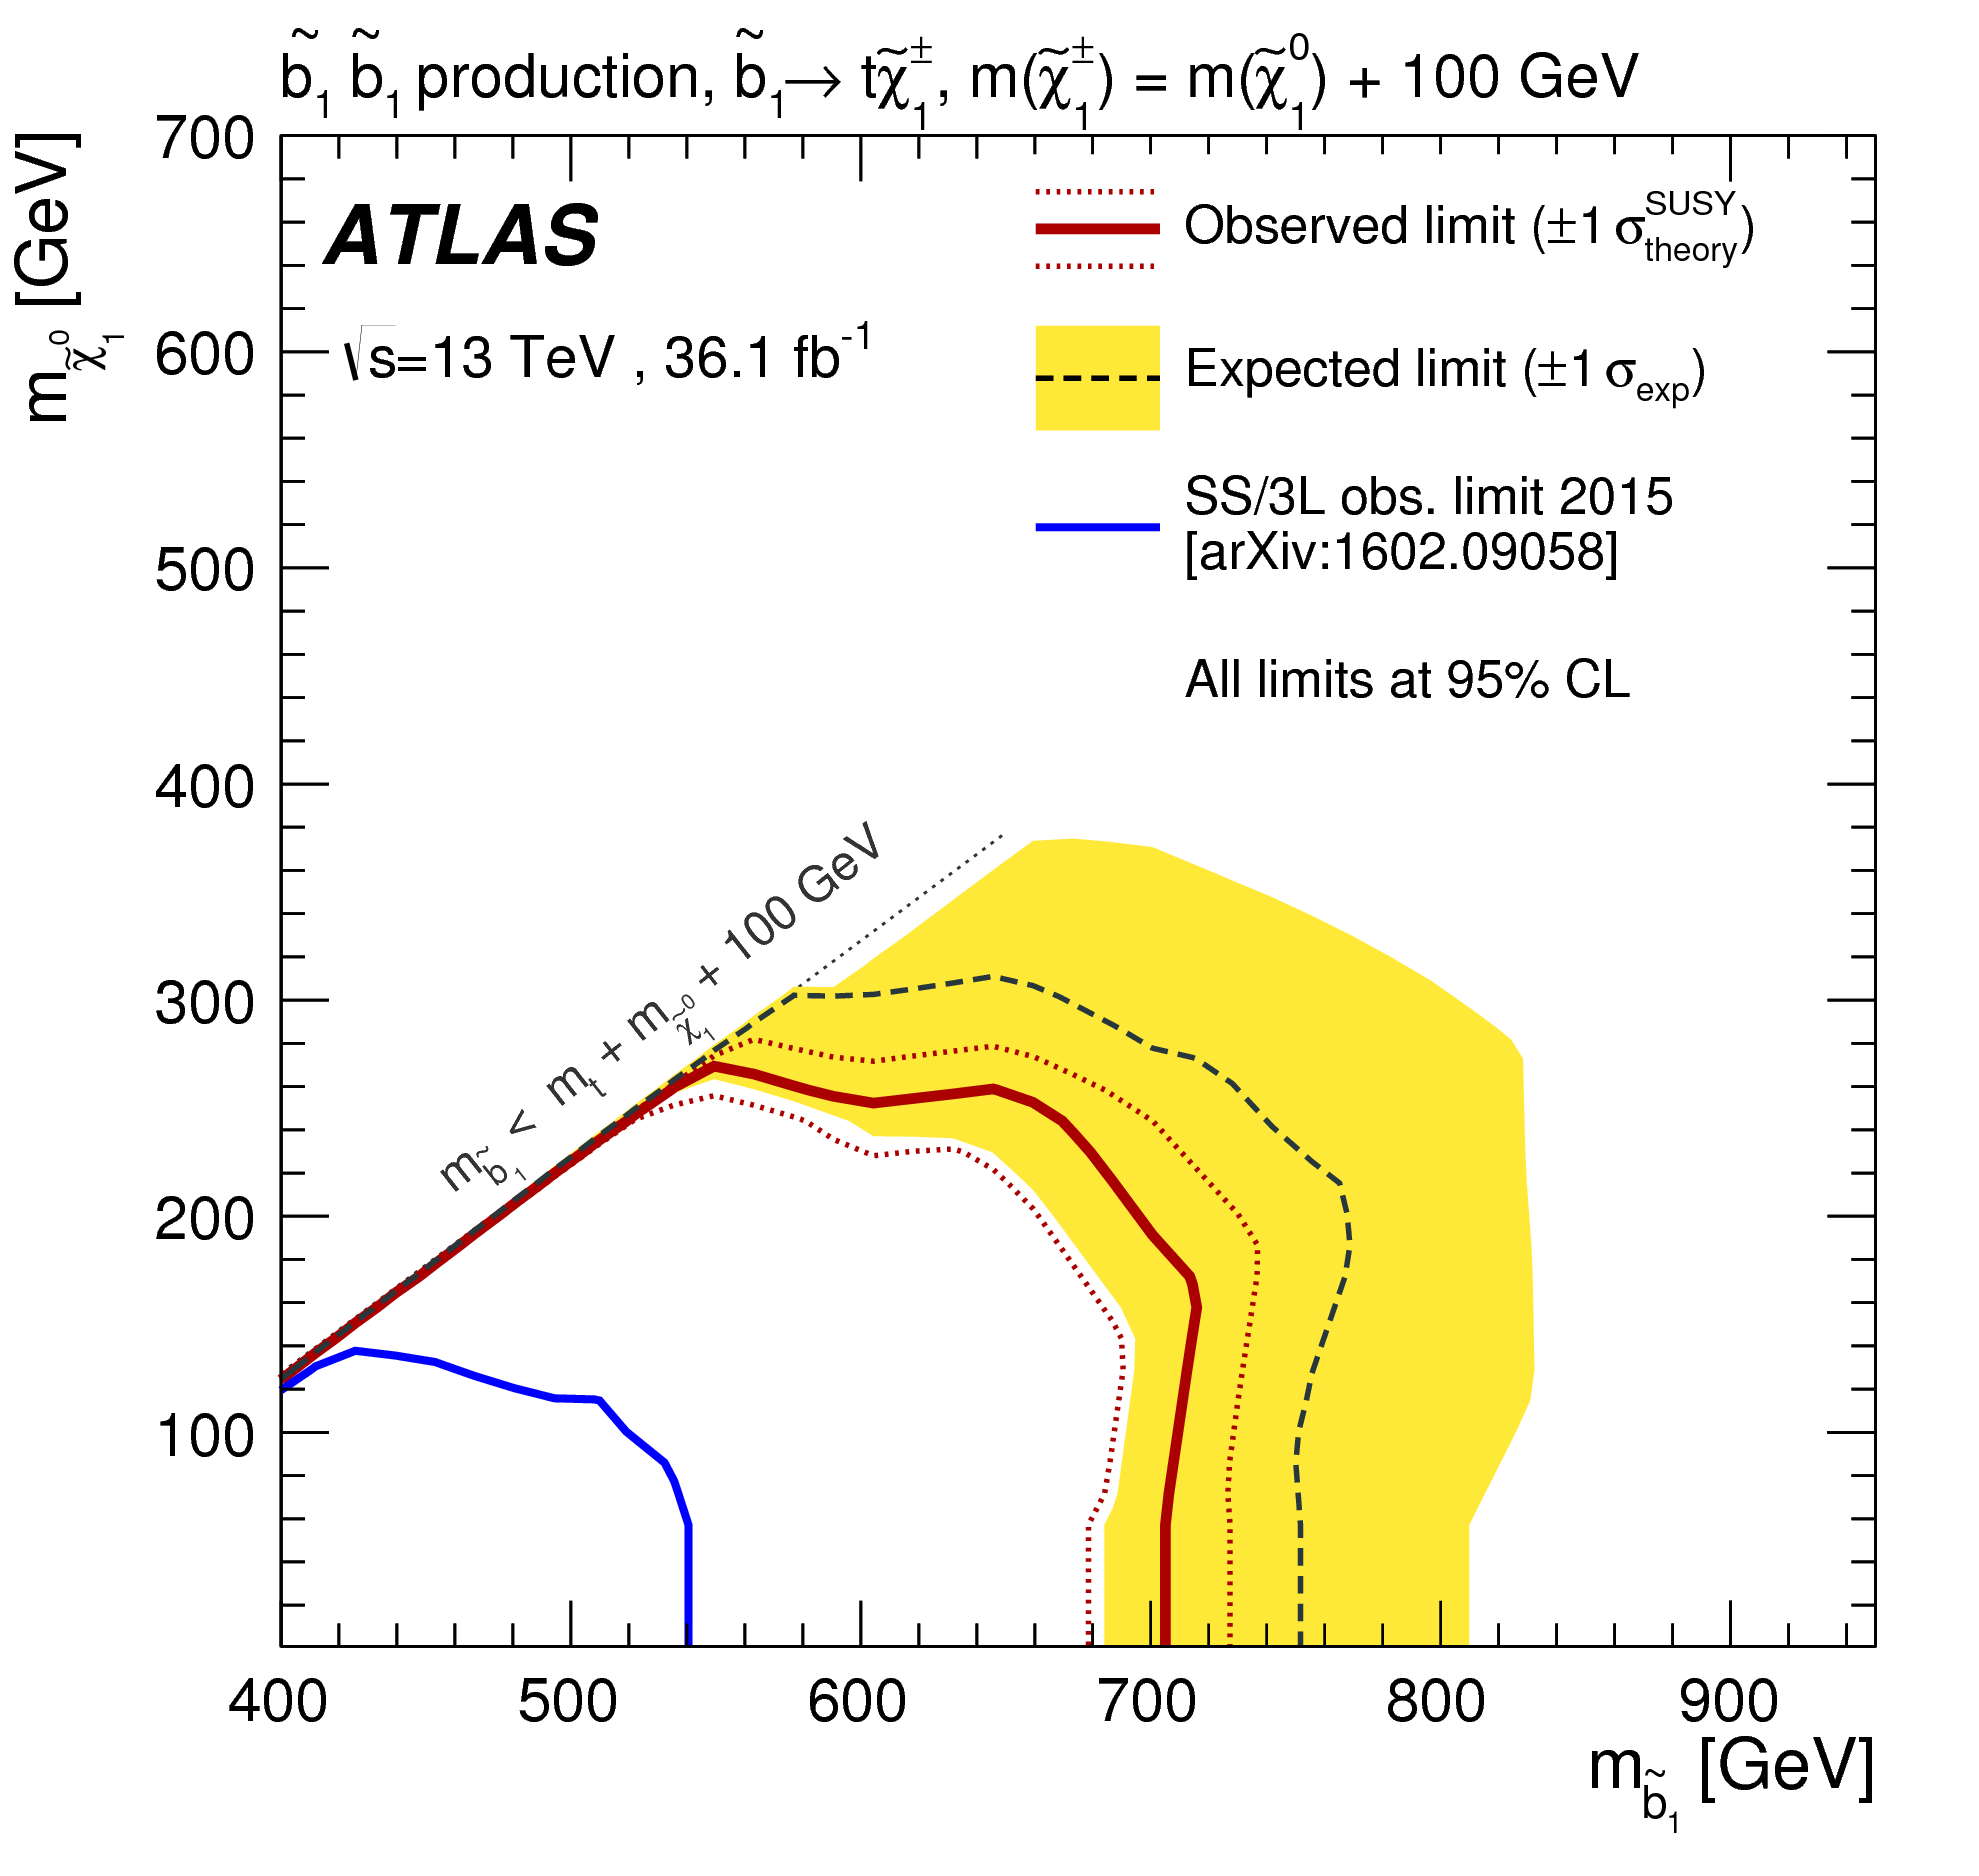 b̃₁ b̃₁ production, b̃₁→ tχ̃₁±, m(χ̃₁±) = m(χ̃₁⁰) + 100 GeV
m_χ̃₁⁰ [GeV]
700
600
500
400
300
200
100
ATLAS
√s=13 TeV , 36.1 fb⁻¹
Observed limit (±1 σ_theory^SUSY)
Expected limit (±1 σ_exp)
SS/3L obs. limit 2015
[arXiv:1602.09058]
All limits at 95% CL
m_b̃₁ < m_t + m_χ̃₁⁰ + 100 GeV
400 500 600 700 800 900
m_b̃₁ [GeV]